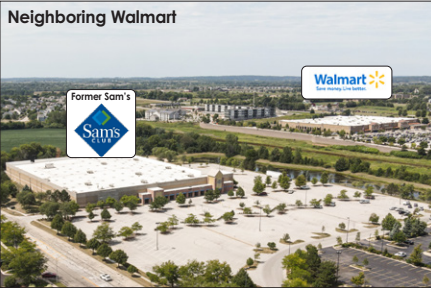 Neighboring Walmart
Walmart
Save money. Live better.
Former Sam's
Sam's
CLUB